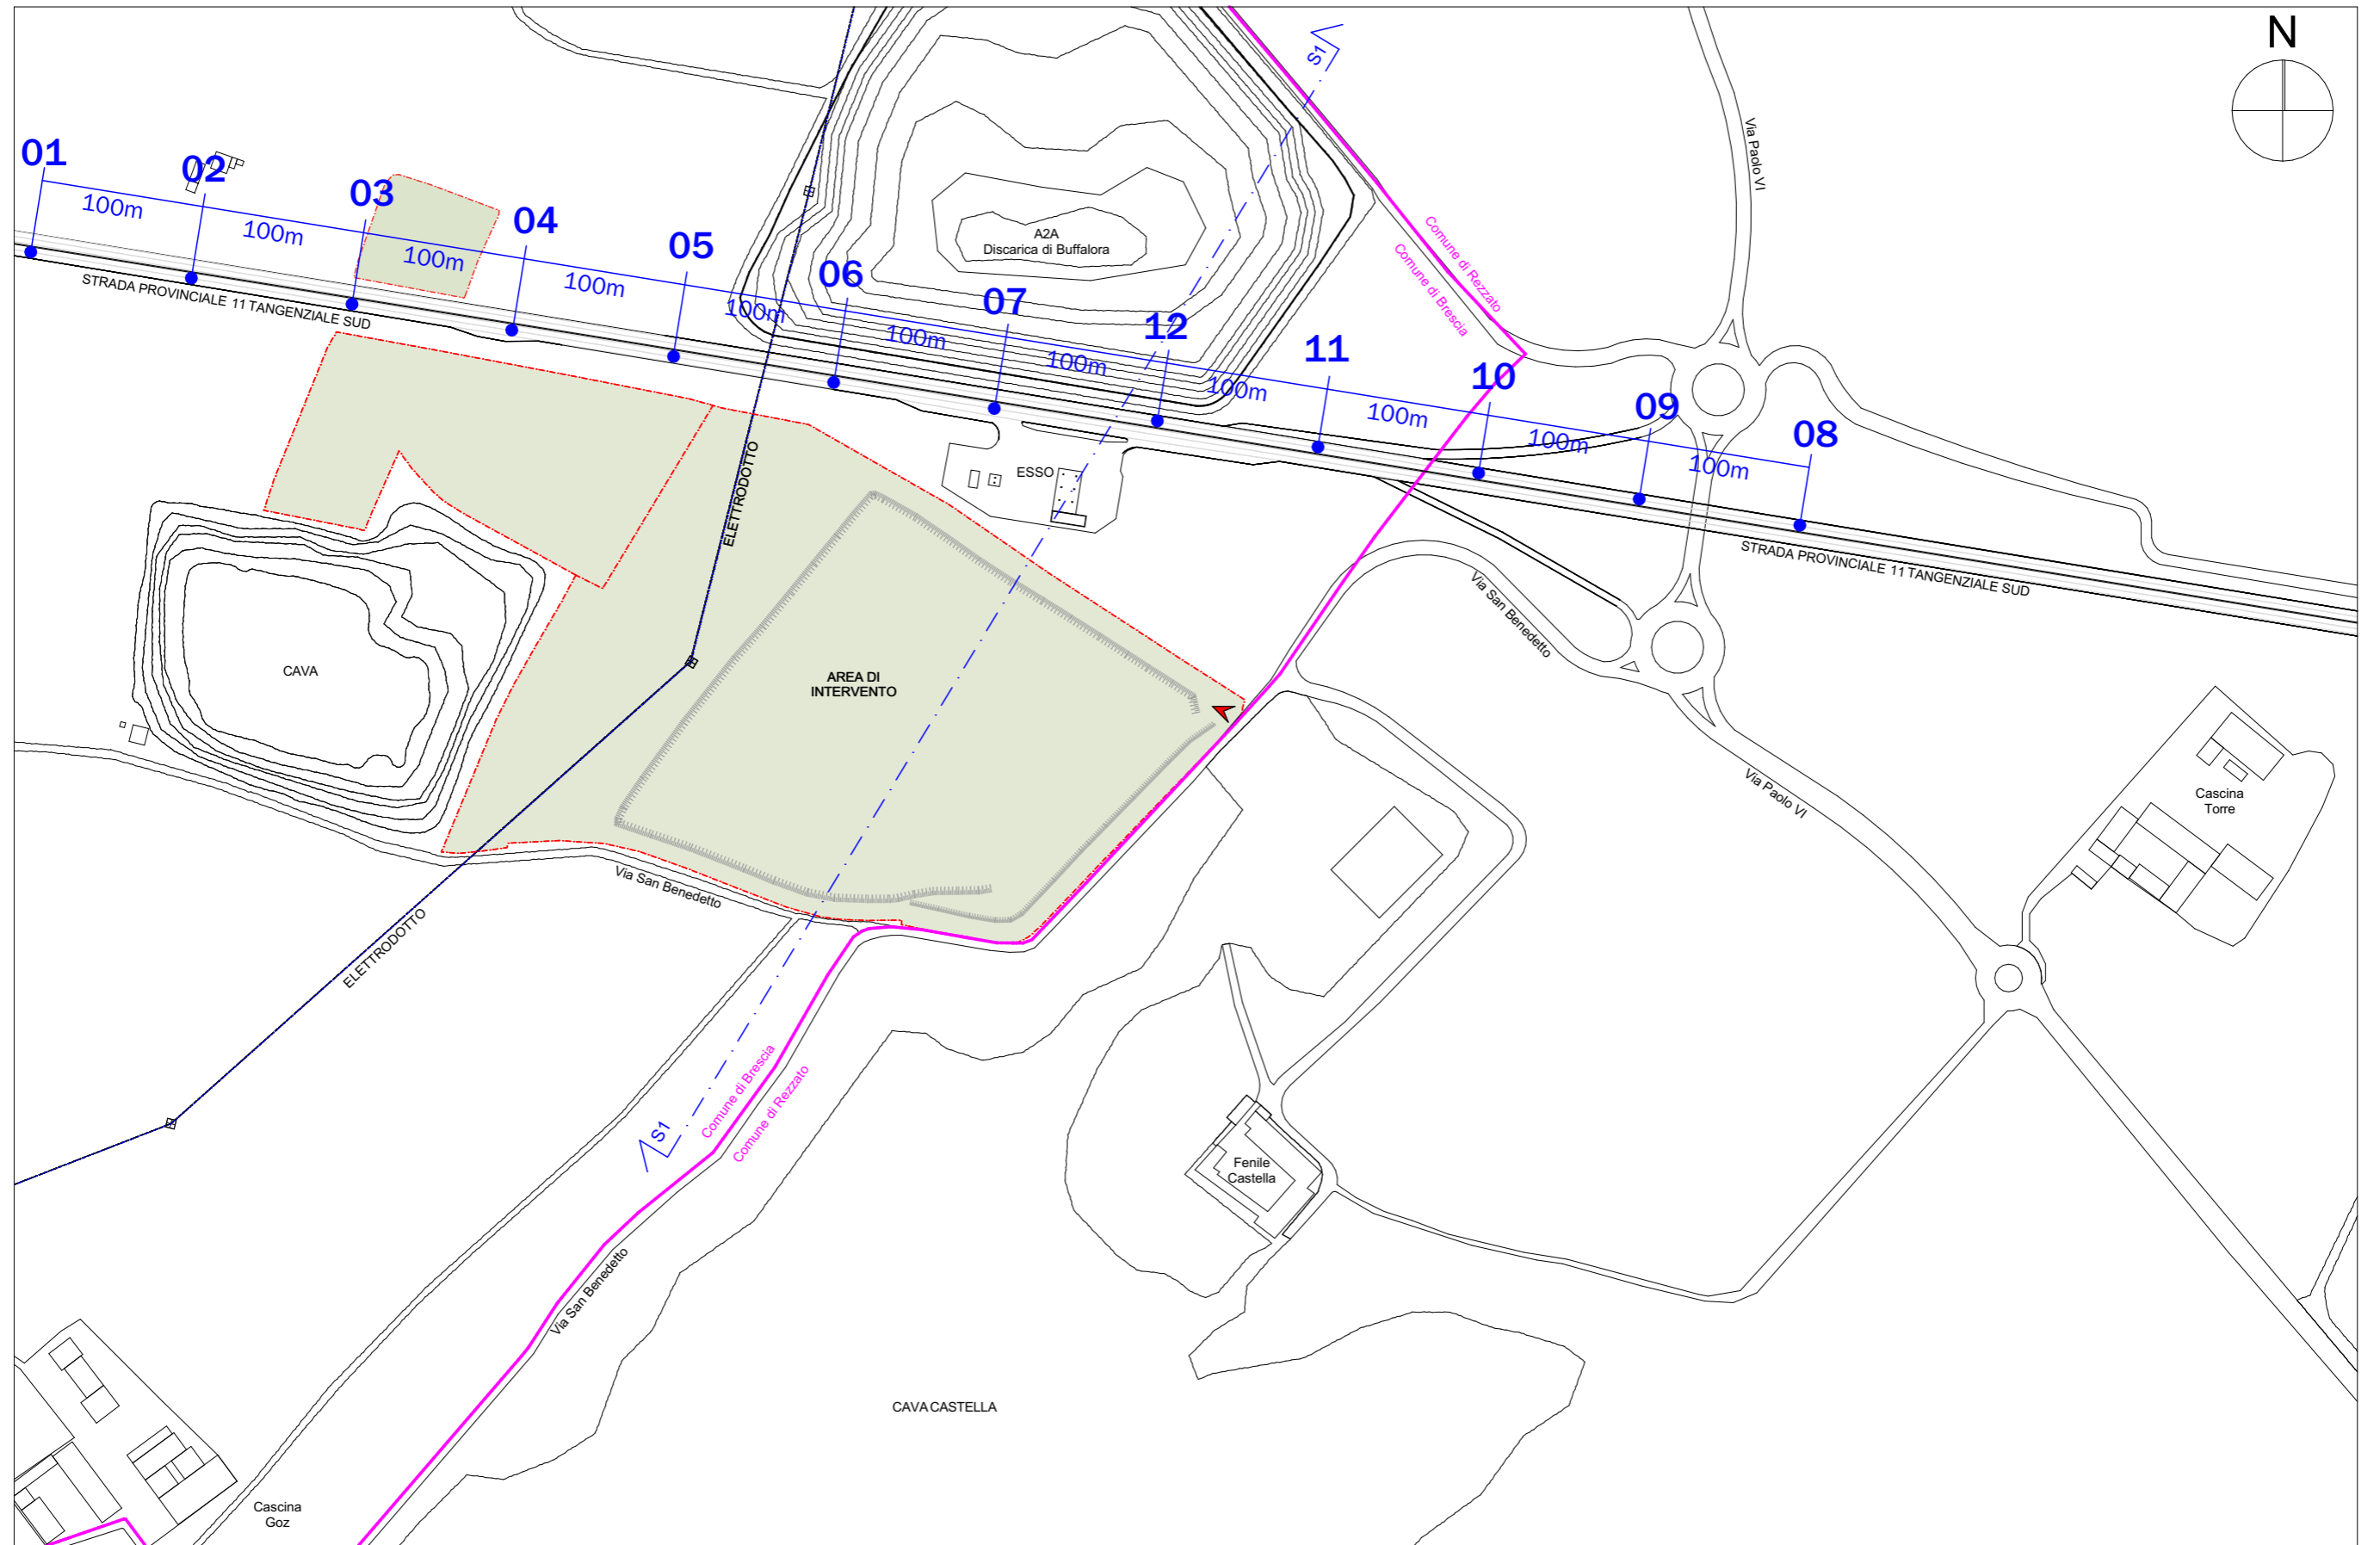 N
S1
Via Paolo VI
01
02
03
04
05
06
07
12
11
10
09
08
100m
100m
100m
100m
100m
100m
100m
100m
100m
100m
100m
A2A
Discarica di Buffalora
Comune di Rezzato
Comune di Brescia
STRADA PROVINCIALE 11 TANGENZIALE SUD
ELETTRODOTTO
ESSO
STRADA PROVINCIALE 11 TANGENZIALE SUD
Via San Benedetto
CAVA
AREA DI
INTERVENTO
Via Paolo VI
Cascina
Torre
Via San Benedetto
ELETTRODOTTO
S1
Comune di Brescia
Comune di Rezzato
Fenile
Castella
Via San Benedetto
CAVA CASTELLA
Cascina
Goz